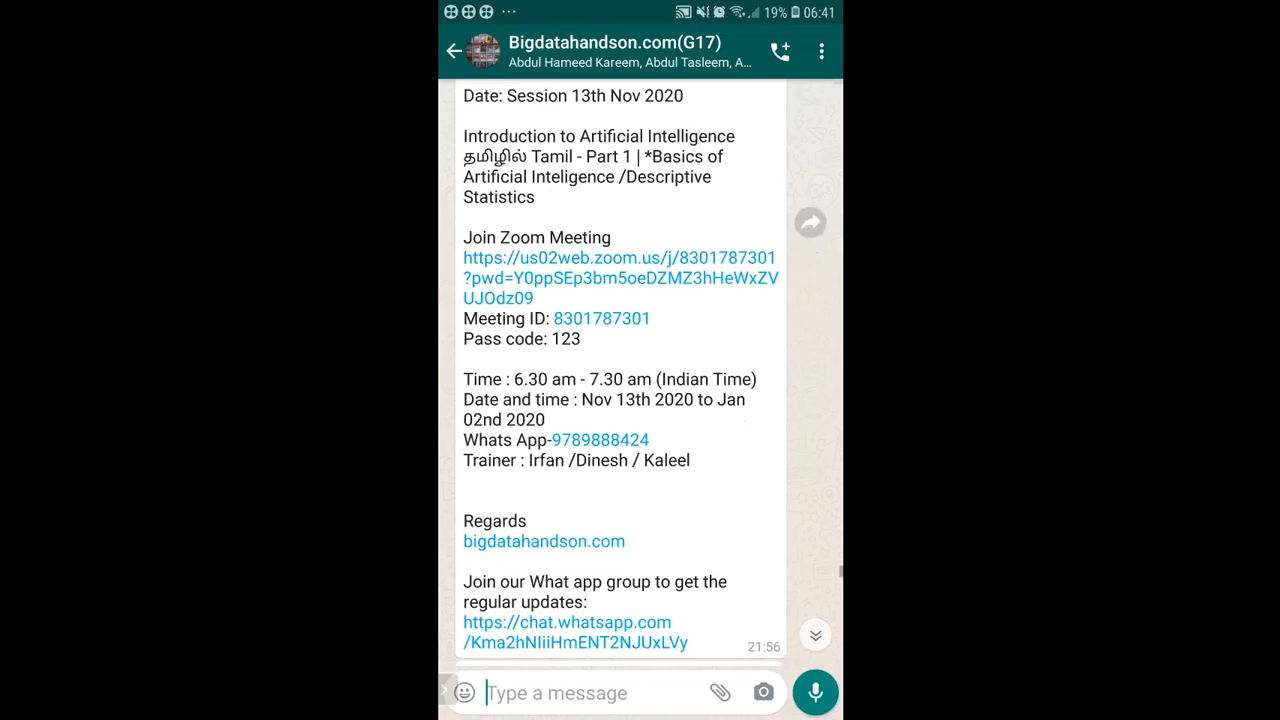 19% 06:41
Bigdatahandson.com(G17)
Abdul Hameed Kareem, Abdul Tasleem, A...
Date: Session 13th Nov 2020
Introduction to Artificial Intelligence
தமிழில் Tamil - Part 1 | *Basics of
Artificial Inteligence /Descriptive
Statistics
Join Zoom Meeting
https://us02web.zoom.us/j/8301787301
?pwd=Y0ppSEp3bm5oeDZMZ3hHeWxZV
UJOdz09
Meeting ID: 8301787301
Pass code: 123
Time : 6.30 am - 7.30 am (Indian Time)
Date and time : Nov 13th 2020 to Jan
02nd 2020
Whats App-9789888424
Trainer : Irfan /Dinesh / Kaleel
Regards
bigdatahandson.com
Join our What app group to get the
regular updates:
https://chat.whatsapp.com
/Kma2hNIiiHmENT2NJUxLVy
21:56
Type a message